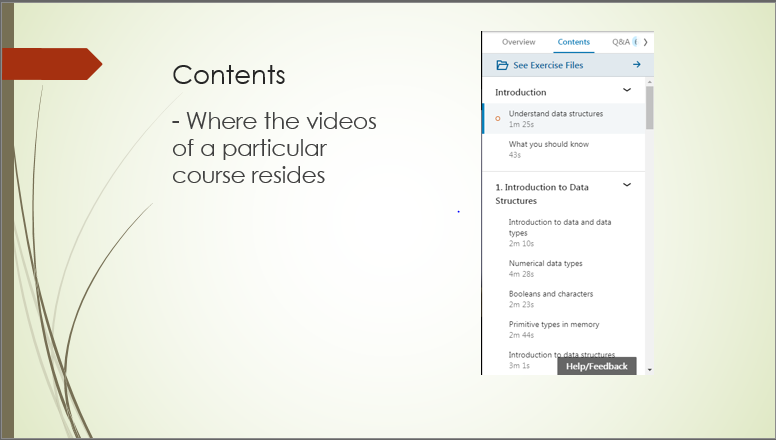 Contents
- Where the videos
of a particular
course resides
Overview Contents Q&A
See Exercise Files
Introduction
Understand data structures
1m 25s
What you should know
43s
1. Introduction to Data
Structures
Introduction to data and data
types
2m 10s
Numerical data types
4m 28s
Booleans and characters
2m 23s
Primitive types in memory
2m 44s
Introduction to data structures
3m 1s
Help/Feedback